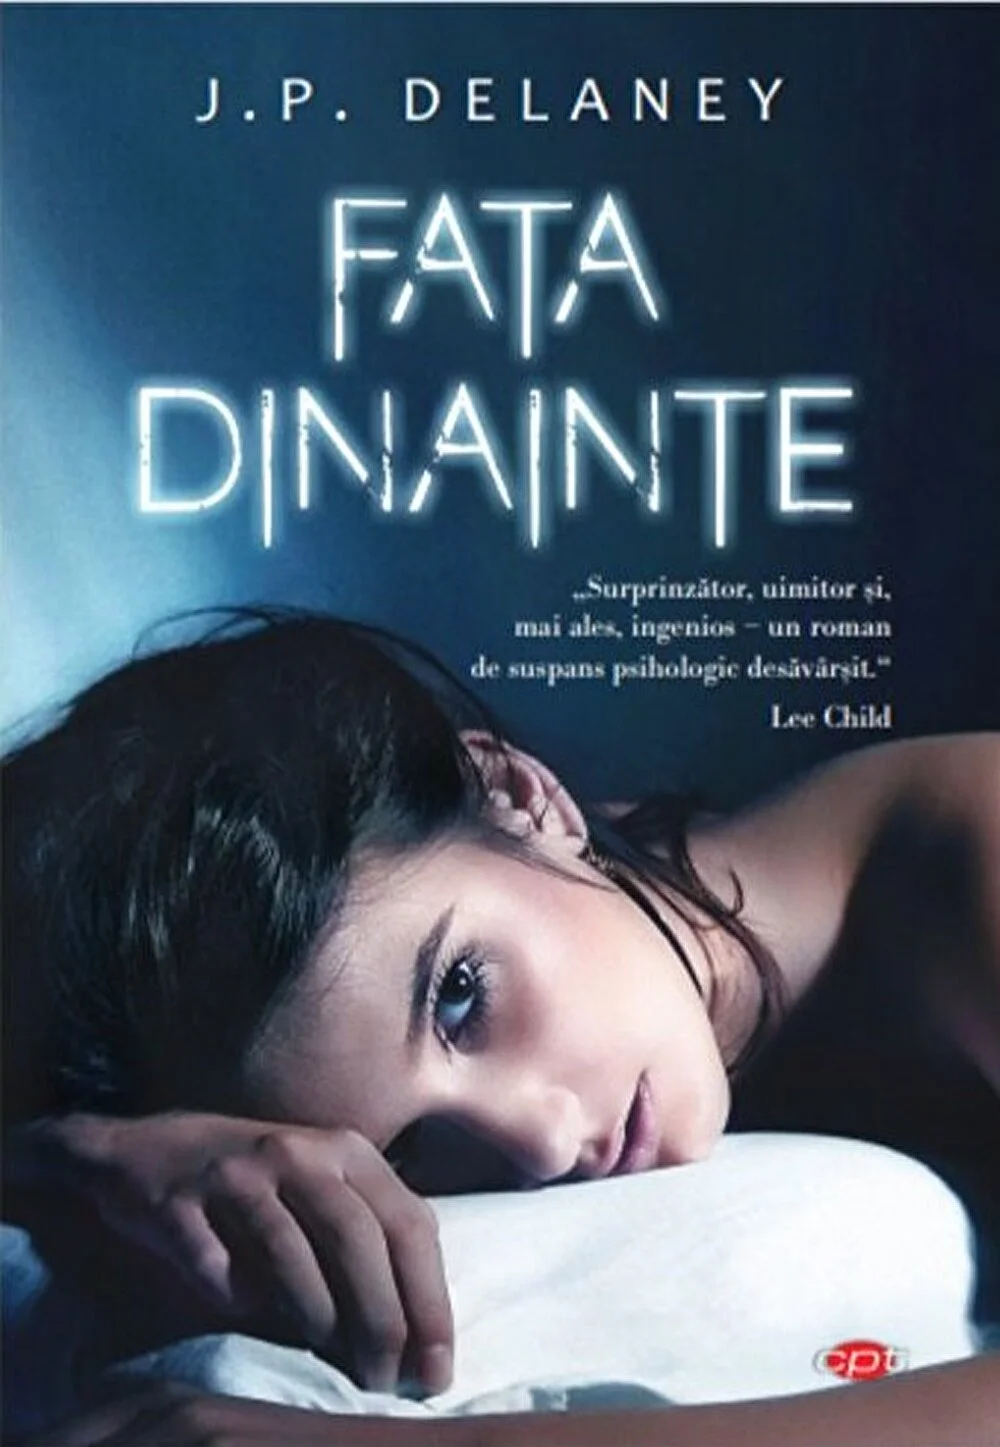 J.P. DELANEY
FATA
DINAINTE
„Surprinzător, uimitor și,
mai ales, ingenios – un roman
de suspans psihologic desăvârșit.“
Lee Child
cpt